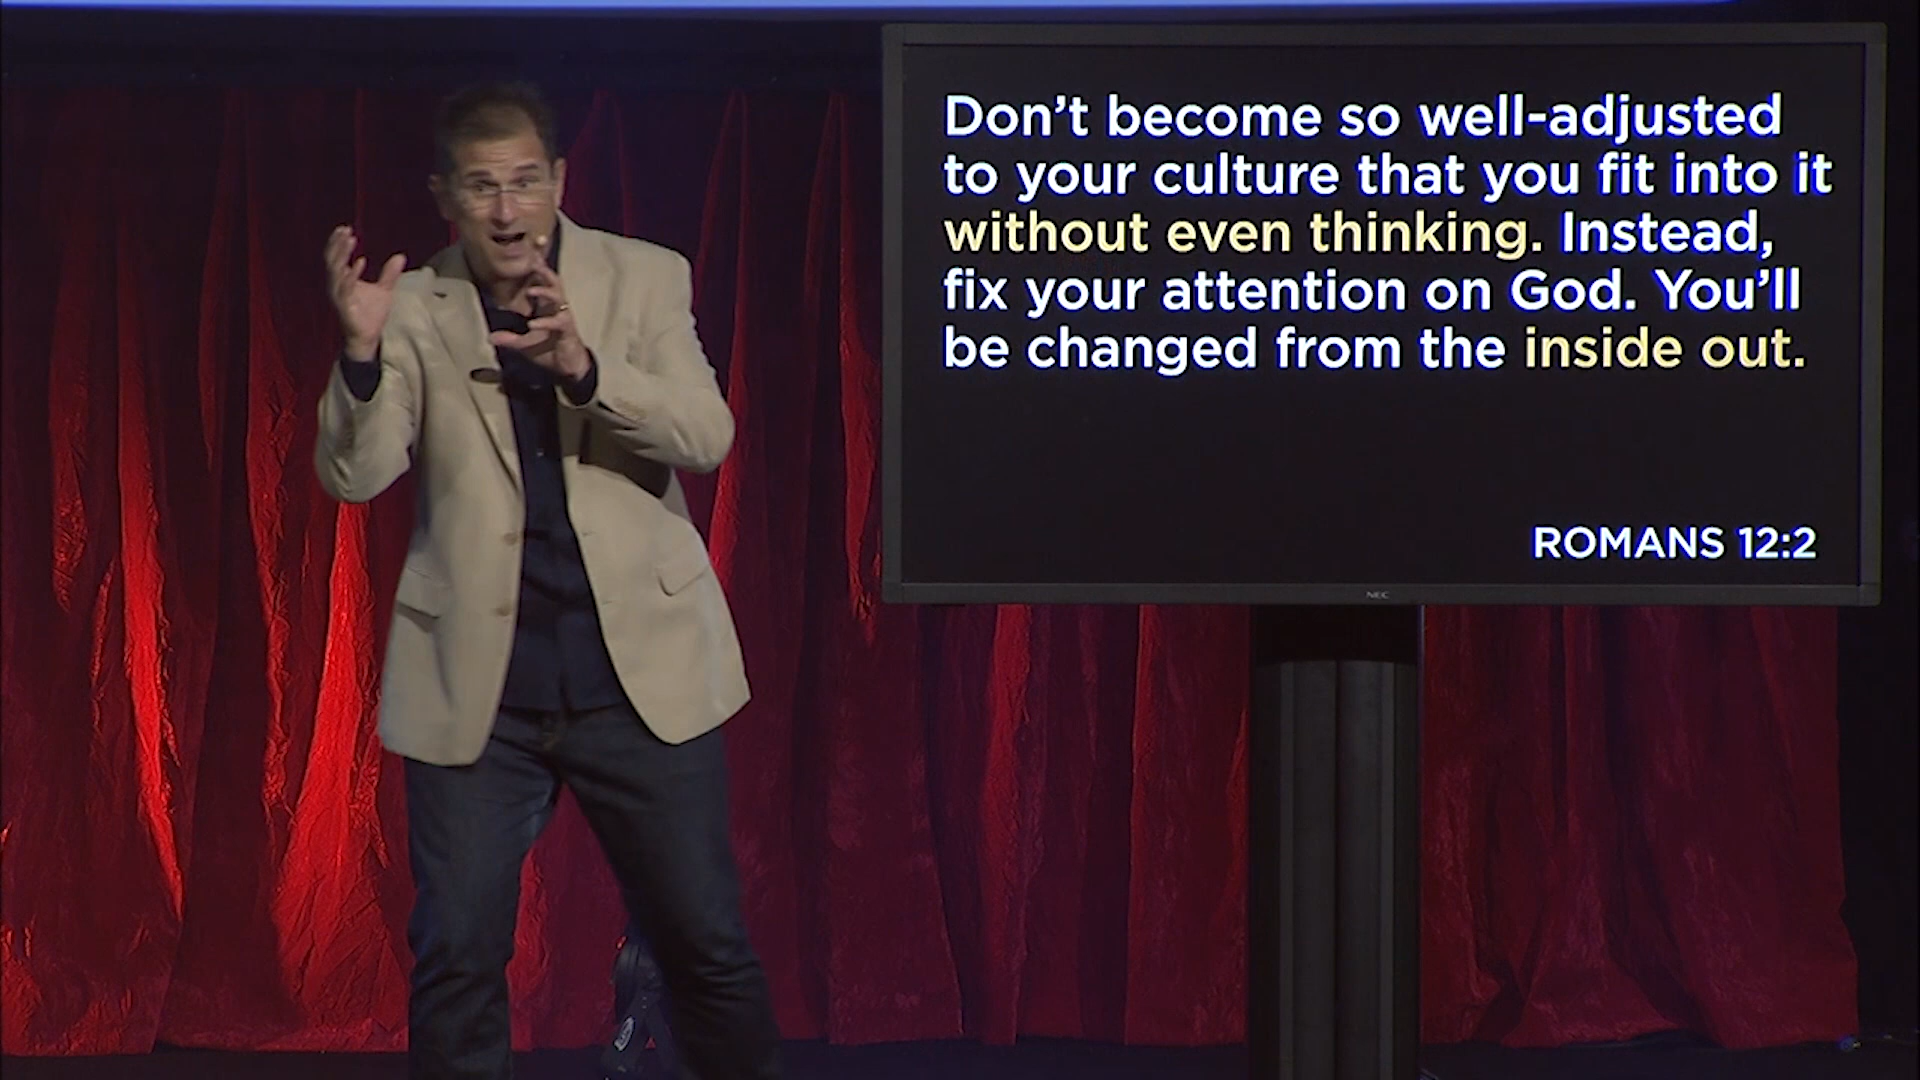 Don't become so well-adjusted
to your culture that you fit into it
without even thinking. Instead,
fix your attention on God. You'll
be changed from the inside out.
ROMANS 12:2
NEC